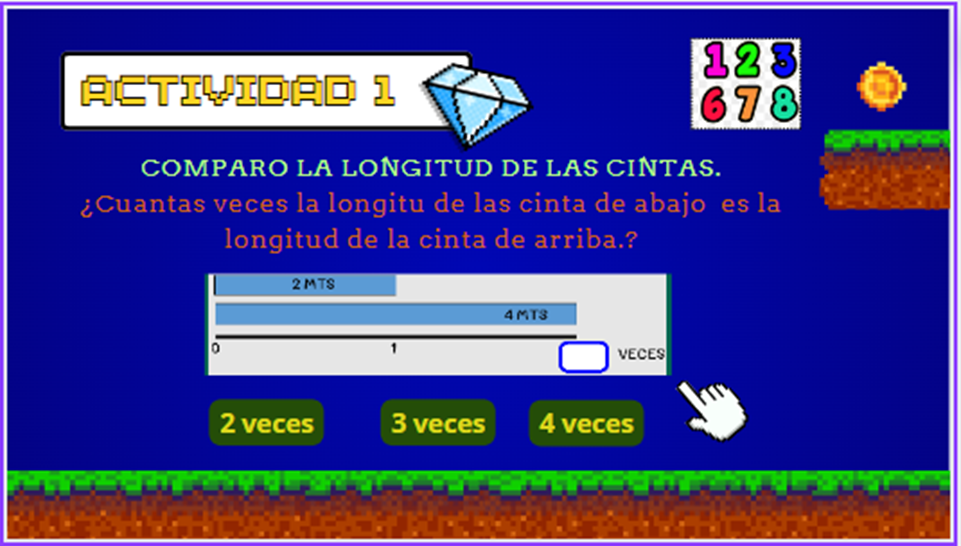 ACTIVIDAD 1
1 2 3
6 7 8
COMPARO LA LONGITUD DE LAS CINTAS.
¿Cuantas veces la longitu de las cinta de abajo es la
longitud de la cinta de arriba.?
2 MTS
4 MTS
0 1
VECES
2 veces 3 veces 4 veces